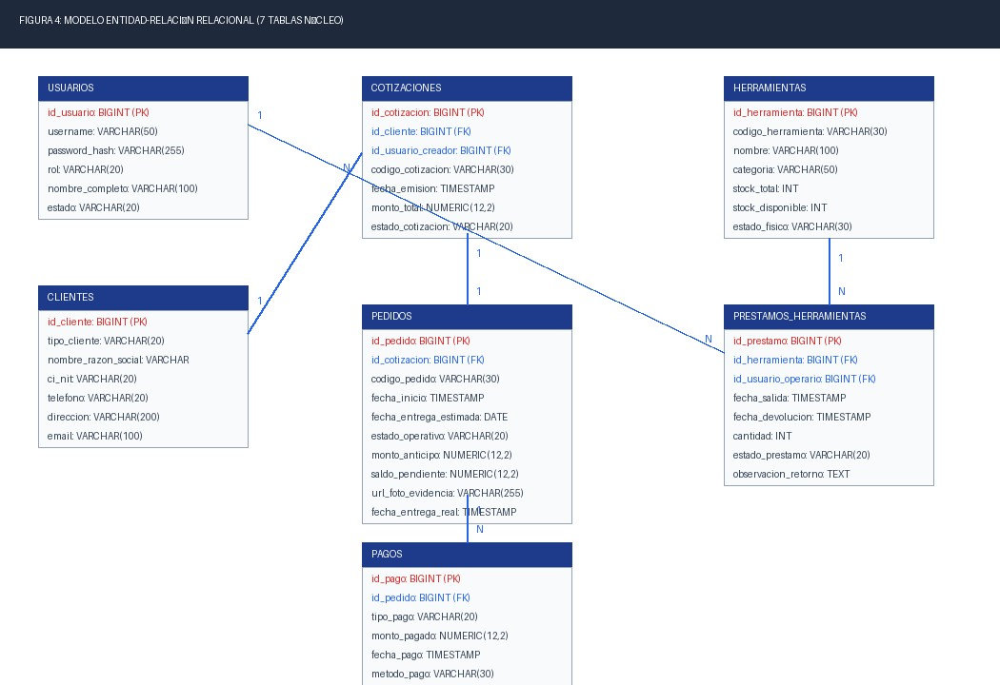 FIGURA 4: MODELO ENTIDAD-RELACI▯N RELACIONAL (7 TABLAS N▯CLEO)
USUARIOS
id_usuario: BIGINT (PK)
username: VARCHAR(50)
password_hash: VARCHAR(255)
rol: VARCHAR(20)
nombre_completo: VARCHAR(100)
estado: VARCHAR(20)
1
CLIENTES
id_cliente: BIGINT (PK)
tipo_cliente: VARCHAR(20)
nombre_razon_social: VARCHAR
ci_nit: VARCHAR(20)
telefono: VARCHAR(20)
direccion: VARCHAR(200)
email: VARCHAR(100)
1
N
COTIZACIONES
id_cotizacion: BIGINT (PK)
id_cliente: BIGINT (FK)
id_usuario_creador: BIGINT (FK)
codigo_cotizacion: VARCHAR(30)
fecha_emision: TIMESTAMP
monto_total: NUMERIC(12,2)
estado_cotizacion: VARCHAR(20)
1
1
PEDIDOS
id_pedido: BIGINT (PK)
id_cotizacion: BIGINT (FK)
codigo_pedido: VARCHAR(30)
fecha_inicio: TIMESTAMP
fecha_entrega_estimada: DATE
estado_operativo: VARCHAR(20)
monto_anticipo: NUMERIC(12,2)
saldo_pendiente: NUMERIC(12,2)
url_foto_evidencia: VARCHAR(255)
fecha_entrega_real: TIMESTAMP
N
PAGOS
id_pago: BIGINT (PK)
id_pedido: BIGINT (FK)
tipo_pago: VARCHAR(20)
monto_pagado: NUMERIC(12,2)
fecha_pago: TIMESTAMP
metodo_pago: VARCHAR(30)
HERRAMIENTAS
id_herramienta: BIGINT (PK)
codigo_herramienta: VARCHAR(30)
nombre: VARCHAR(100)
categoria: VARCHAR(50)
stock_total: INT
stock_disponible: INT
estado_fisico: VARCHAR(30)
1
N
N
PRESTAMOS_HERRAMIENTAS
id_prestamo: BIGINT (PK)
id_herramienta: BIGINT (FK)
id_usuario_operario: BIGINT (FK)
fecha_salida: TIMESTAMP
fecha_devolucion: TIMESTAMP
cantidad: INT
estado_prestamo: VARCHAR(20)
observacion_retorno: TEXT